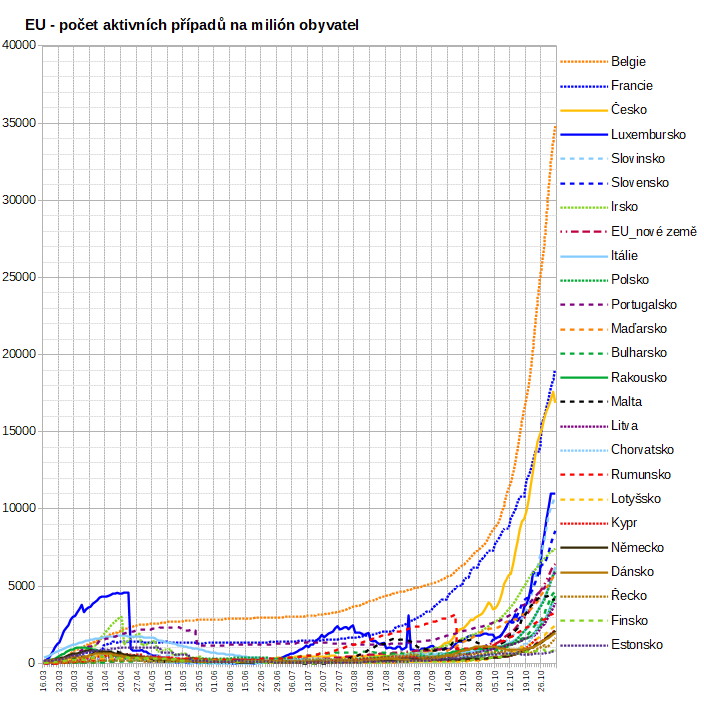 EU - počet aktivních případů na milión obyvatel
40000
35000
30000
25000
20000
15000
10000
5000
0
16.03 23.03 30.03 06.04 13.04 20.04 27.04 04.05 11.05 18.05 25.05 01.06 08.06 15.06 22.06 29.06 06.07 13.07 20.07 27.07 03.08 10.08 17.08 24.08 31.08 07.09 14.09 21.09 28.09 05.10 12.10 19.10 26.10
Belgie
Francie
Česko
Luxembursko
Slovinsko
Slovensko
Irsko
EU_nové země
Itálie
Polsko
Portugalsko
Maďarsko
Bulharsko
Rakousko
Malta
Litva
Chorvatsko
Rumunsko
Lotyšsko
Kypr
Německo
Dánsko
Řecko
Finsko
Estonsko